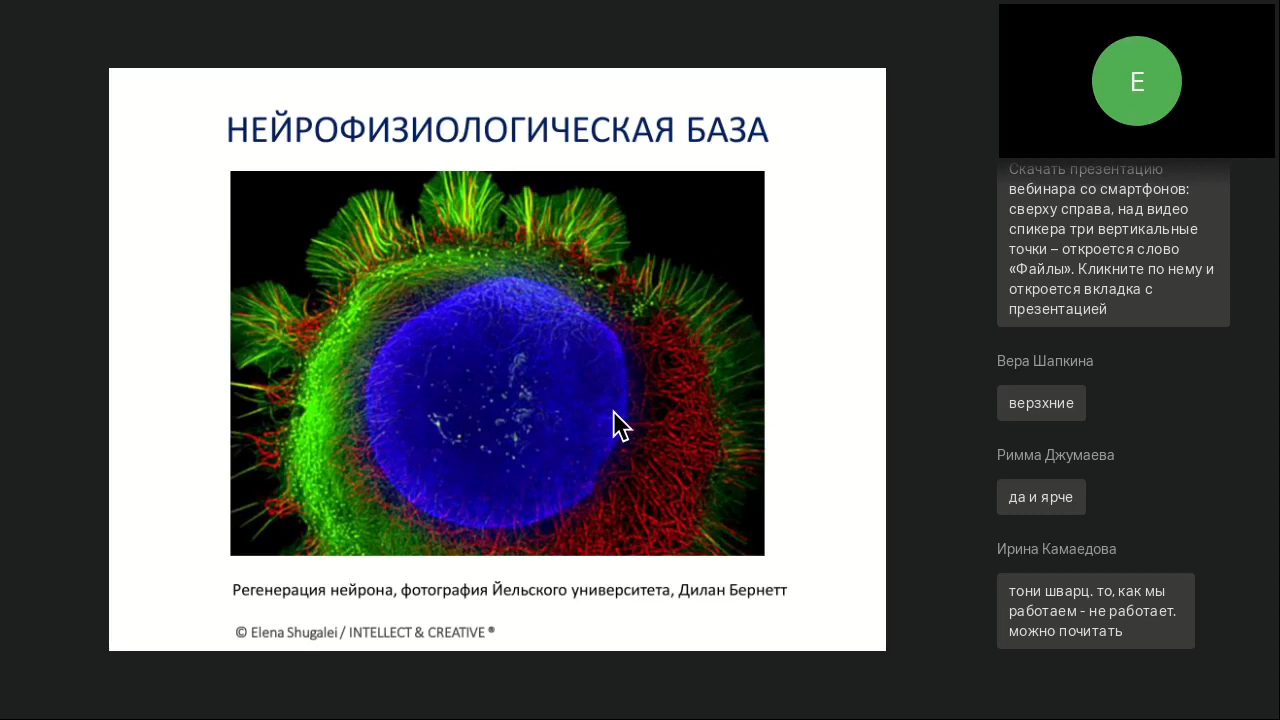 НЕЙРОФИЗИОЛОГИЧЕСКАЯ БАЗА
Регенерация нейрона, фотография Йельского университета, Дилан Бернетт
© Elena Shugalei / INTELLECT & CREATIVE ®
E
Скачать презентацию
вебинара со смартфонов:
сверху справа, над видео
спикера три вертикальные
точки – откроется слово
«Файлы». Кликните по нему и
откроется вкладка с
презентацией
Вера Шапкина
верзхние
Римма Джумаева
да и ярче
Ирина Камаедова
тони шварц. то, как мы
работаем - не работает.
можно почитать